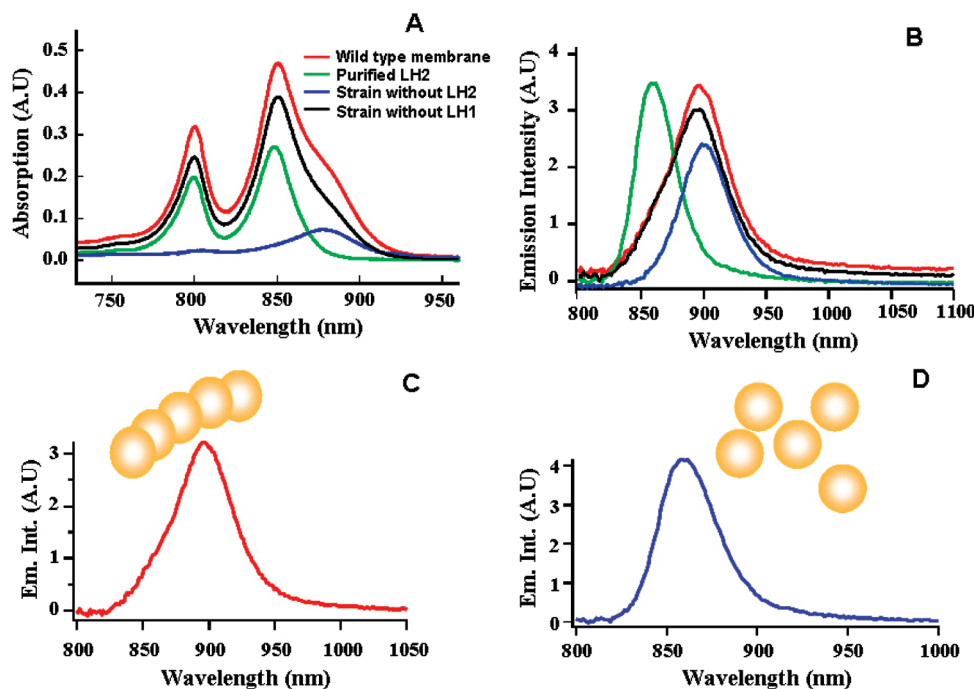 A
Absorption (A.U)
0.5
0.4
0.3
0.2
0.1
0.0
Wild type membrane
Purified LH2
Strain without LH2
Strain without LH1
750 800 850 900 950
Wavelength (nm)
B
Emission Intensity (A.U)
4
3
2
1
0
800 850 900 950 1000 1050 1100
Wavelength (nm)
C
Em. Int. (A.U)
3
2
1
0
800 850 900 950 1000 1050
Wavelength (nm)
D
Em. Int. (A.U)
4
3
2
1
0
800 850 900 950 1000
Wavelength (nm)